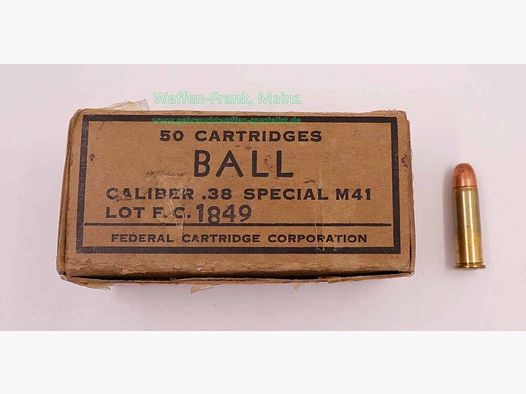 Waffen-Frank, Mainz
50 CARTRIDGES
BALL
CALIBER .38 SPECIAL M41
LOT F.C. 1849
FEDERAL CARTRIDGE CORPORATION